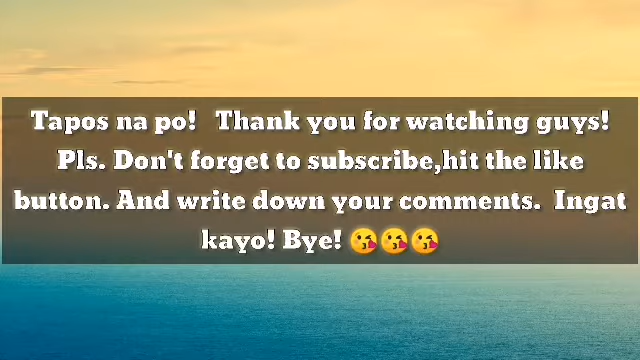 Tapos na po!   Thank you for watching guys!
Pls. Don't forget to subscribe,hit the like
button. And write down your comments.  Ingat
kayo! Bye! 😘😘😘